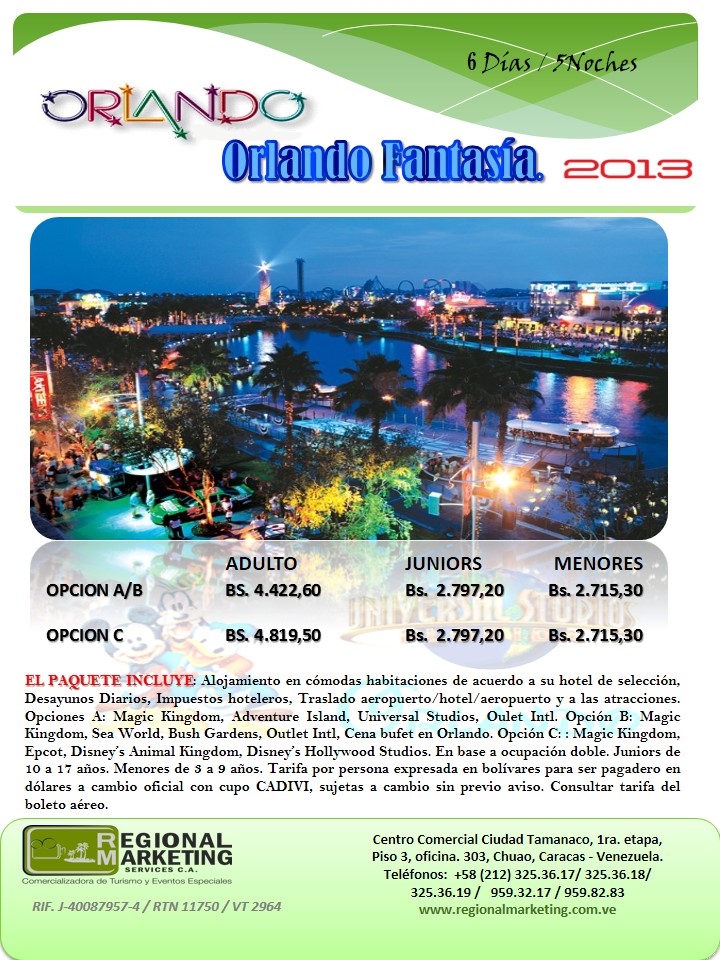 6 Días / 5Noches
ORLANDO
Orlando Fantasía. 2013
ADULTO JUNIORS MENORES
OPCION A/B BS. 4.422,60 Bs. 2.797,20 Bs. 2.715,30
UNIVERSAL STUDIOS
OPCION C BS. 4.819,50 Bs. 2.797,20 Bs. 2.715,30
EL PAQUETE INCLUYE: Alojamiento en cómodas habitaciones de acuerdo a su hotel de selección,
Desayunos Diarios, Impuestos hoteleros, Traslado aeropuerto/hotel/aeropuerto y a las atracciones.
Opciones A: Magic Kingdom, Adventure Island, Universal Studios, Oulet Intl. Opción B: Magic
Kingdom, Sea World, Bush Gardens, Outlet Intl, Cena bufet en Orlando. Opción C: : Magic Kingdom,
Epcot, Disney's Animal Kingdom, Disney's Hollywood Studios. En base a ocupación doble. Juniors de
10 a 17 años. Menores de 3 a 9 años. Tarifa por persona expresada en bolívares para ser pagadero en
dólares a cambio oficial con cupo CADIVI, sujetas a cambio sin previo aviso. Consultar tarifa del
boleto aéreo.
REGIONAL
MARKETING
SERVICES C.A.
Comercializadora de Turismo y Eventos Especiales
RIF. J-40087957-4 / RTN 11750 / VT 2964
Centro Comercial Ciudad Tamanaco, 1ra. etapa,
Piso 3, oficina. 303, Chuao, Caracas - Venezuela.
Teléfonos: +58 (212) 325.36.17/ 325.36.18/
325.36.19 / 959.32.17 / 959.82.83
www.regionalmarketing.com.ve